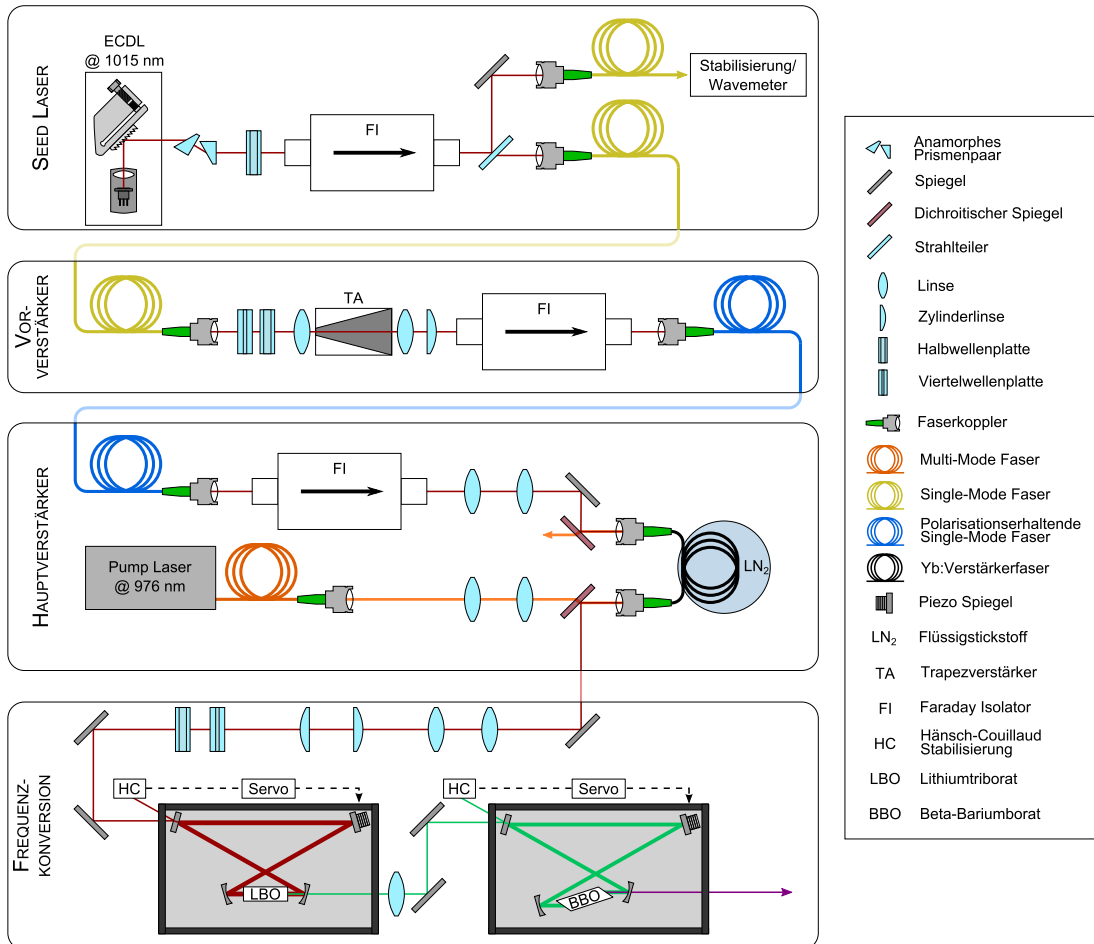 SEED LASER
ECDL
@ 1015 nm
FI
Stabilisierung/
Wavemeter
VOR-
VERSTÄRKER
TA
FI
HAUPTVERSTÄRKER
FI
Pump Laser
@ 976 nm
LN2
FREQUENZ-
KONVERSION
HC
Servo
LBO
HC
Servo
BBO
Anamorphes
Prismenpaar
Spiegel
Dichroitischer Spiegel
Strahlteiler
Linse
Zylinderlinse
Halbwellenplatte
Viertelwellenplatte
Faserkoppler
Multi-Mode Faser
Single-Mode Faser
Polarisationserhaltende
Single-Mode Faser
Yb:Verstärkerfaser
Piezo Spiegel
LN2 Flüssigstickstoff
TA Trapezverstärker
FI Faraday Isolator
HC Hänsch-Couillaud
Stabilisierung
LBO Lithiumtriborat
BBO Beta-Bariumborat